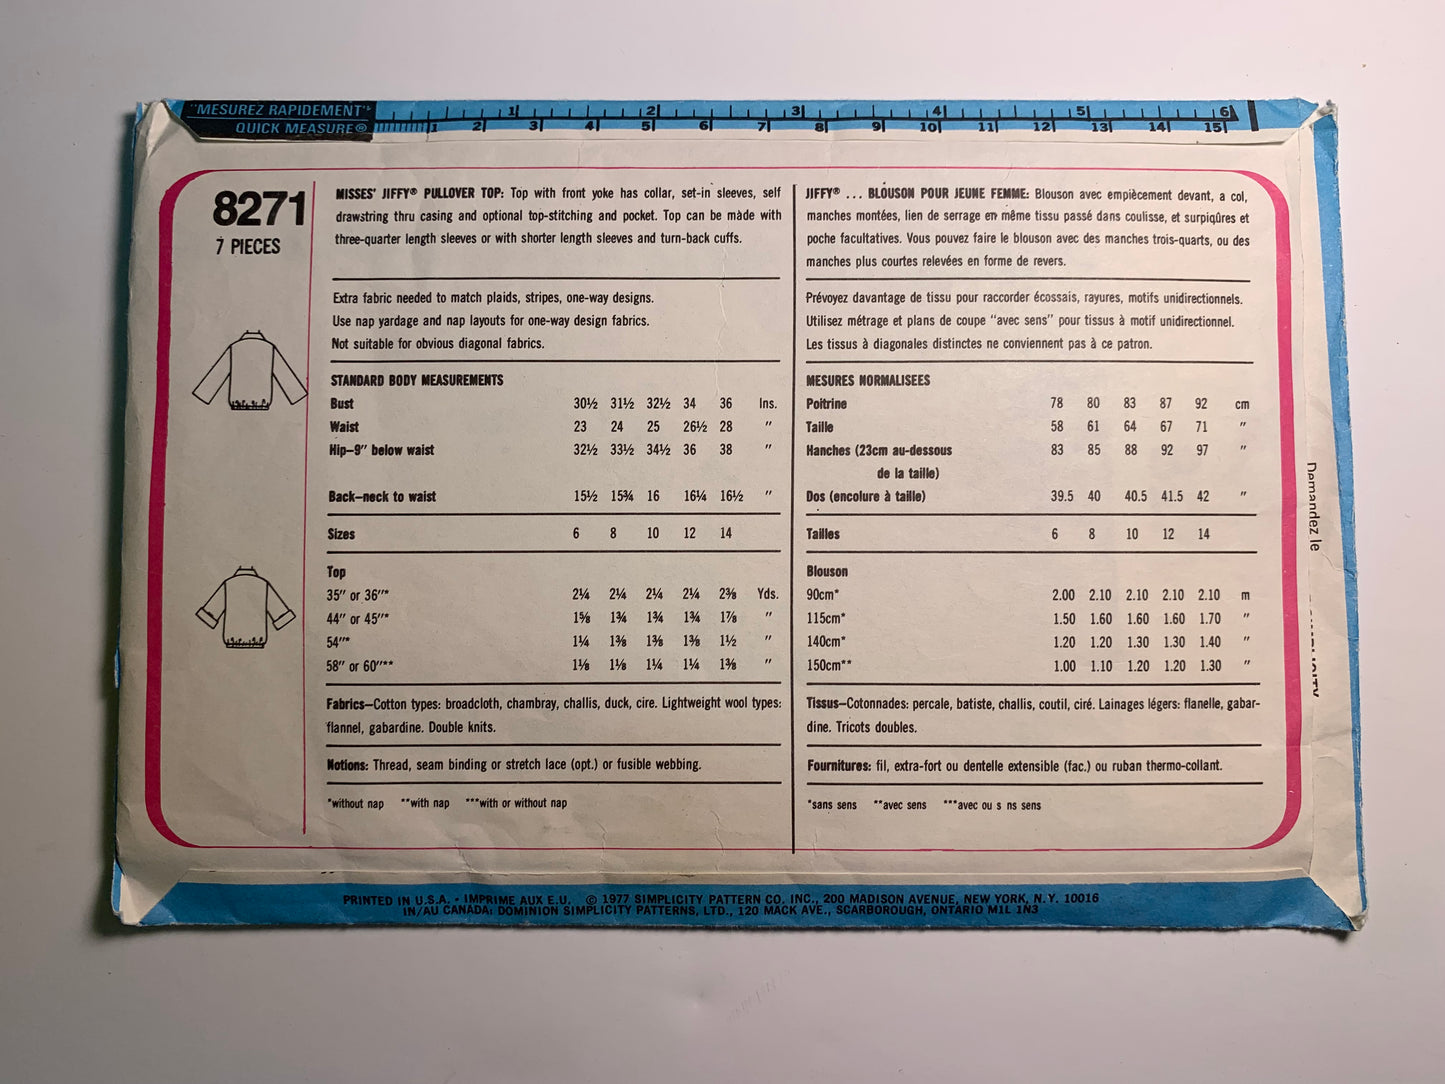 "MESUREZ RAPIDEMENT"
QUICK MEASURE®
1 2 3 4 5 6
1 2 3 4 5 6 7 8 9 10 11 12 13 14 15
8271
7 PIECES
MISSES' JIFFY® PULLOVER TOP: Top with front yoke has collar, set-in sleeves, self
drawstring thru casing and optional top-stitching and pocket. Top can be made with
three-quarter length sleeves or with shorter length sleeves and turn-back cuffs.
Extra fabric needed to match plaids, stripes, one-way designs.
Use nap yardage and nap layouts for one-way design fabrics.
Not suitable for obvious diagonal fabrics.
STANDARD BODY MEASUREMENTS
Bust 30½ 31½ 32½ 34 36 Ins.
Waist 23 24 25 26½ 28 "
Hip—9" below waist 32½ 33½ 34½ 36 38 "
Back—neck to waist 15½ 15¾ 16 16¼ 16½ "
Sizes 6 8 10 12 14
Top
35" or 36"* 2¼ 2¼ 2¼ 2¼ 2⅜ Yds.
44" or 45"* 1⅝ 1¾ 1¾ 1¾ 1⅞ "
54"* 1¼ 1⅜ 1⅜ 1⅜ 1½ "
58" or 60"** 1⅛ 1⅛ 1¼ 1¼ 1⅜ "
Fabrics—Cotton types: broadcloth, chambray, challis, duck, cire. Lightweight wool types:
flannel, gabardine. Double knits.
Notions: Thread, seam binding or stretch lace (opt.) or fusible webbing.
*without nap **with nap ***with or without nap
JIFFY® ... BLOUSON POUR JEUNE FEMME: Blouson avec empiècement devant, a col,
manches montées, lien de serrage en même tissu passé dans coulisse, et surpiqûres et
poche facultatives. Vous pouvez faire le blouson avec des manches trois-quarts, ou des
manches plus courtes relevées en forme de revers.
Prévoyez davantage de tissu pour raccorder écossais, rayures, motifs unidirectionnels.
Utilisez métrage et plans de coupe "avec sens" pour tissus à motif unidirectionnel.
Les tissus à diagonales distinctes ne conviennent pas à ce patron.
MESURES NORMALISEES
Poitrine 78 80 83 87 92 cm
Taille 58 61 64 67 71 "
Hanches (23cm au-dessous 83 85 88 92 97 "
de la taille)
Dos (encolure à taille) 39.5 40 40.5 41.5 42 "
Tailles 6 8 10 12 14
Blouson
90cm* 2.00 2.10 2.10 2.10 2.10 m
115cm* 1.50 1.60 1.60 1.60 1.70 "
140cm* 1.20 1.20 1.30 1.30 1.40 "
150cm** 1.00 1.10 1.20 1.20 1.30 "
Tissus—Cotonnades: percale, batiste, challis, coutil, ciré. Lainages légers: flanelle, gabar-
dine. Tricots doubles.
Fournitures: fil, extra-fort ou dentelle extensible (fac.) ou ruban thermo-collant.
*sans sens **avec sens ***avec ou s ns sens
Demandez le
PRINTED IN U.S.A. • IMPRIME AUX E.U. © 1977 SIMPLICITY PATTERN CO. INC., 200 MADISON AVENUE, NEW YORK, N.Y. 10016
IN/AU CANADA: DOMINION SIMPLICITY PATTERNS, LTD., 120 MACK AVE., SCARBOROUGH, ONTARIO M1L 1N3